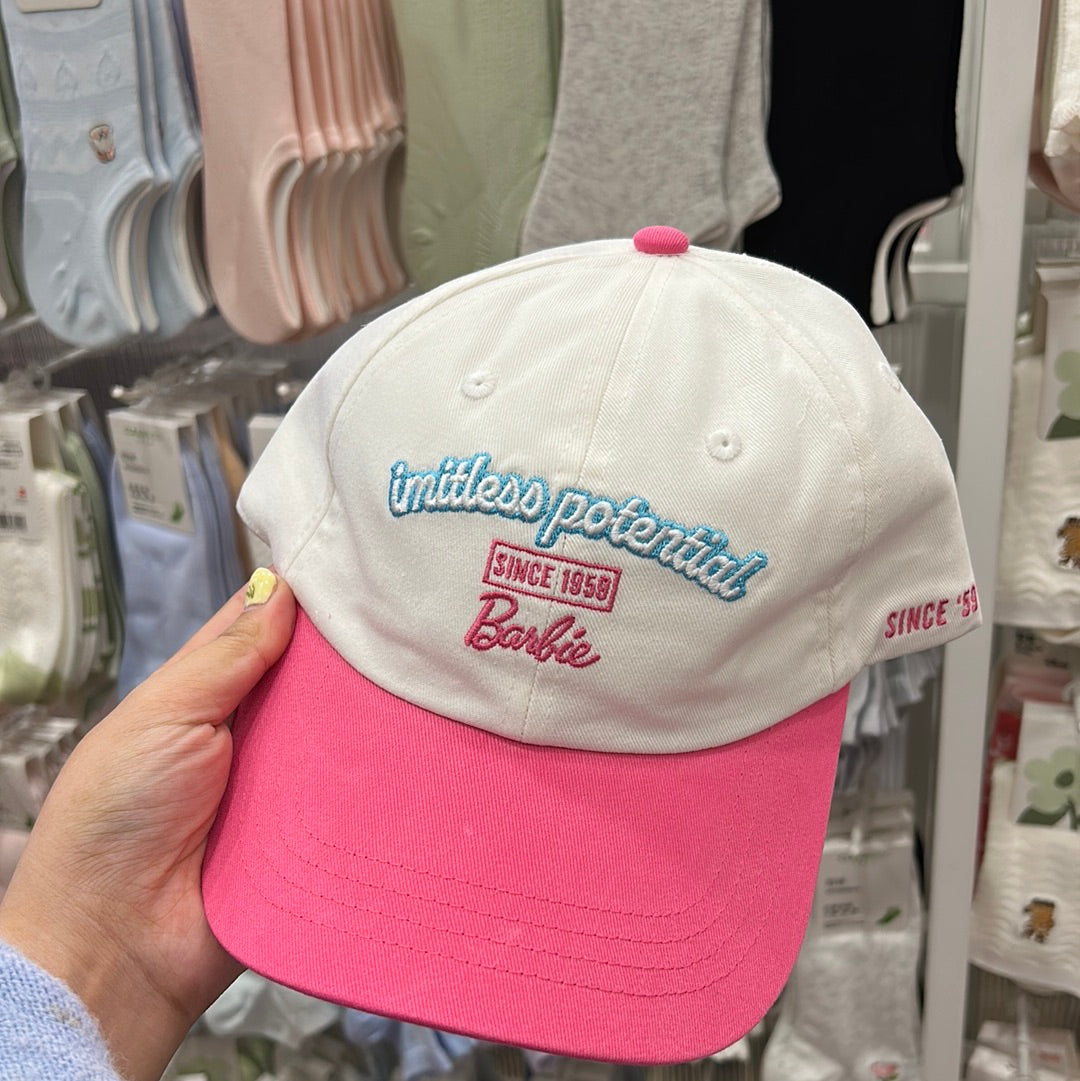 imitless potential
SINCE 1959
Barbie
SINCE '59